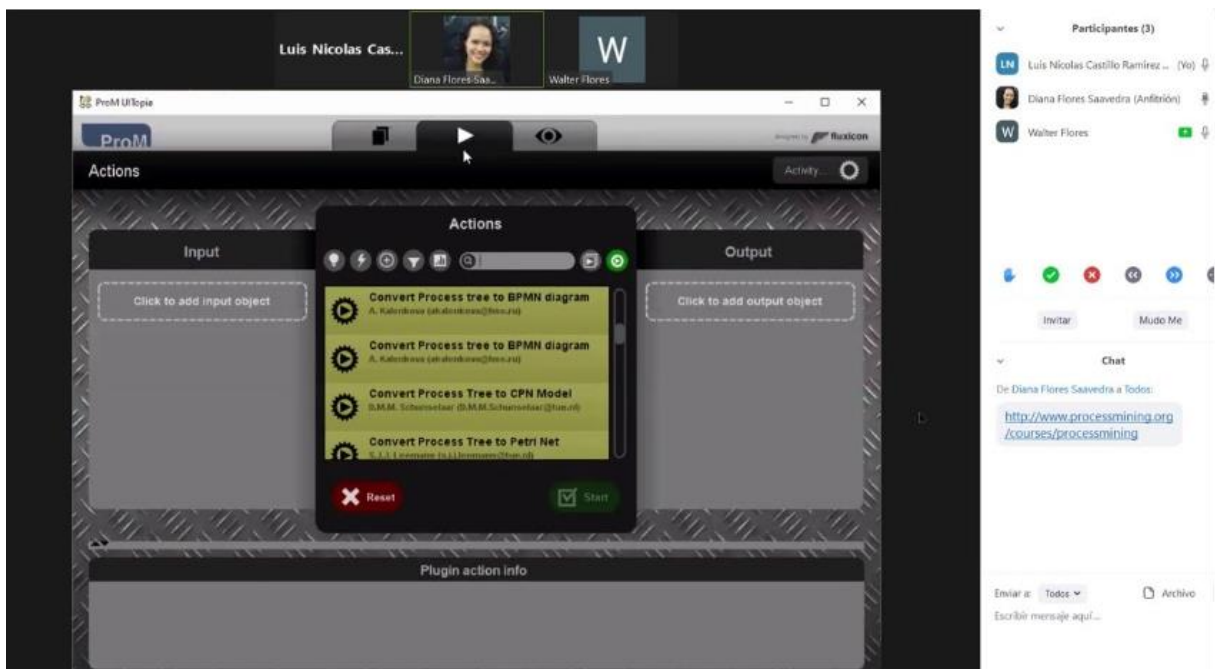 Luis Nicolas Cas...
Diana Flores Saa...
W
Walter Flores
ProM UITopia
ProM
designed by fluxicon
Actions
Activity...
Input
Click to add input object
Actions
Convert Process tree to BPMN diagram
Convert Process tree to BPMN diagram
Convert Process Tree to CPN Model
Convert Process Tree to Petri Net
Reset
Start
Output
Click to add output object
Plugin action info
Participantes (3)
LN
Luis Nicolas Castillo Ramirez ... (Yo)
Diana Flores Saavedra (Anfitrión)
W
Walter Flores
Invitar
Mudo Me
Chat
De Diana Flores Saavedra a Todos:
http://www.processmining.org
/courses/processmining
Enviar a: Todos
Archivo
Escribir mensaje aquí...